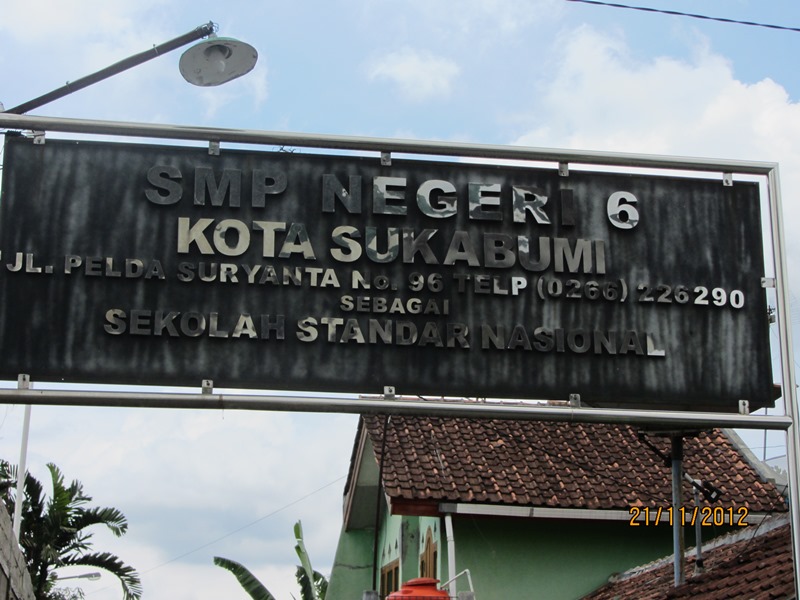 SMP NEGERI 6
KOTA SUKABUMI
JL. PELDA SURYANTA No. 96 TELP (0266) 226290
SEBAGAI
SEKOLAH STANDAR NASIONAL
21/11/2012